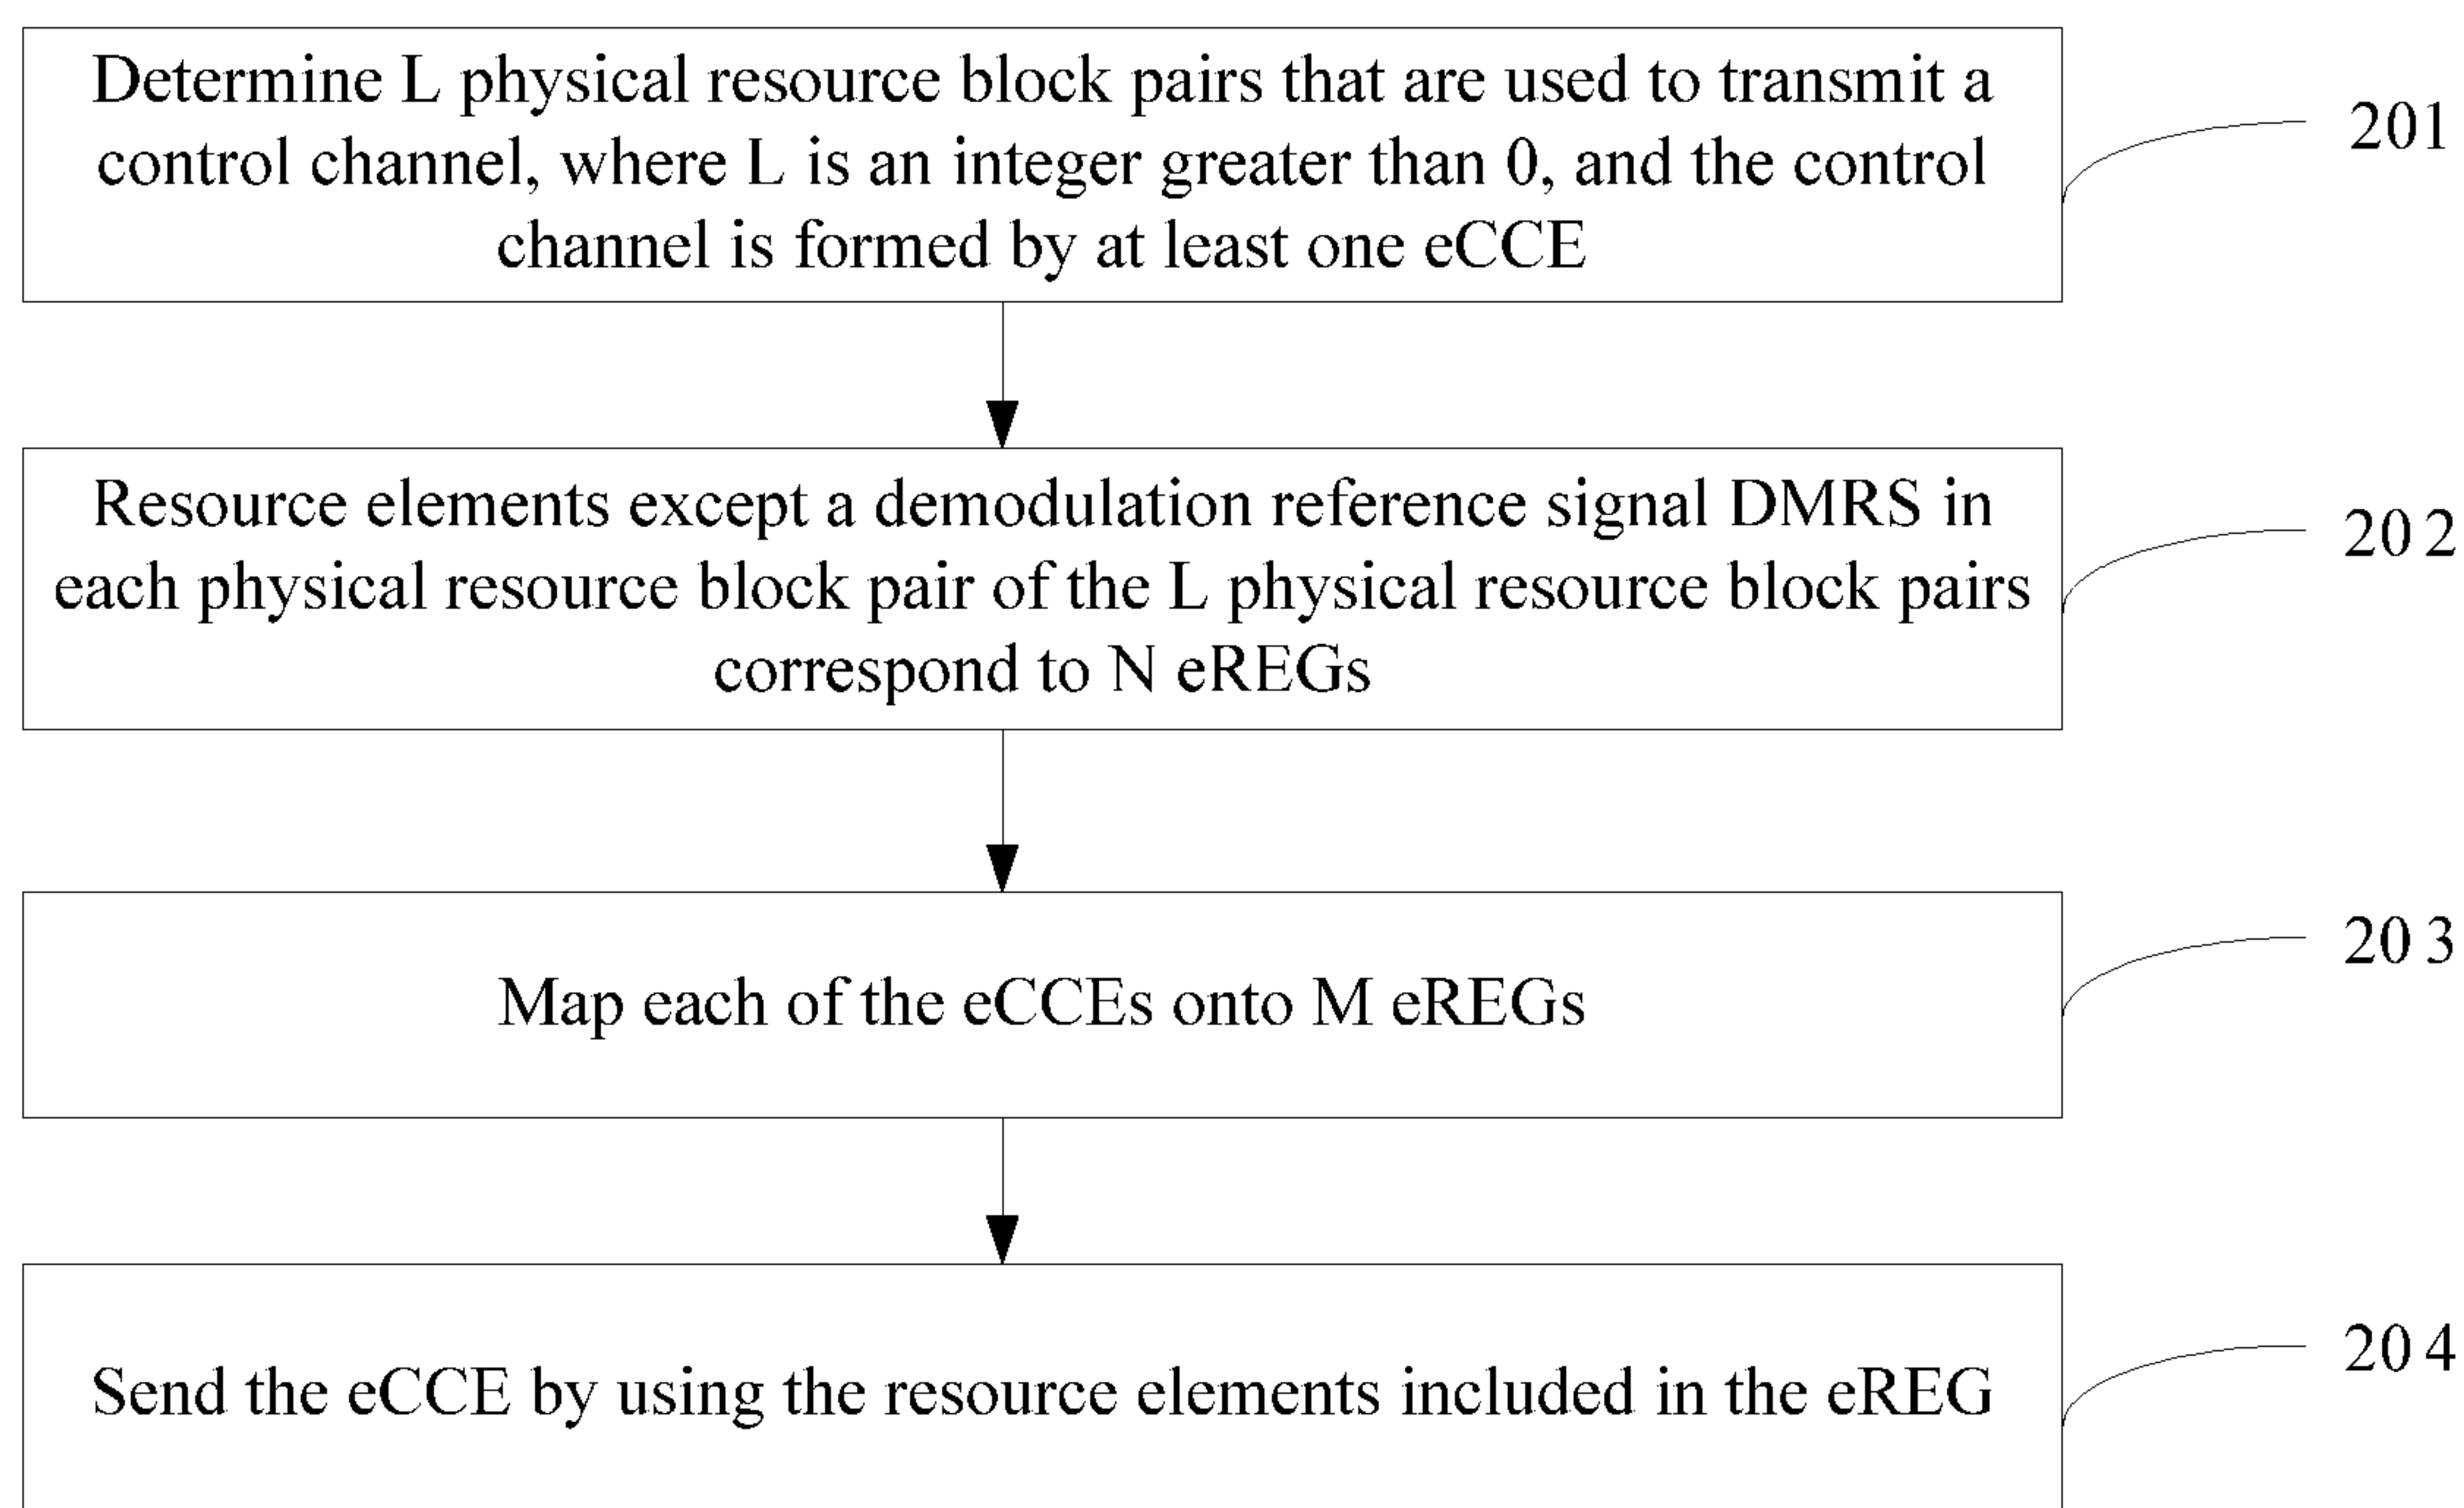 Determine L physical resource block pairs that are used to transmit a
control channel, where L is an integer greater than 0, and the control
channel is formed by at least one eCCE
201
Resource elements except a demodulation reference signal DMRS in
each physical resource block pair of the L physical resource block pairs
correspond to N eREGs
202
Map each of the eCCEs onto M eREGs
203
Send the eCCE by using the resource elements included in the eREG
204